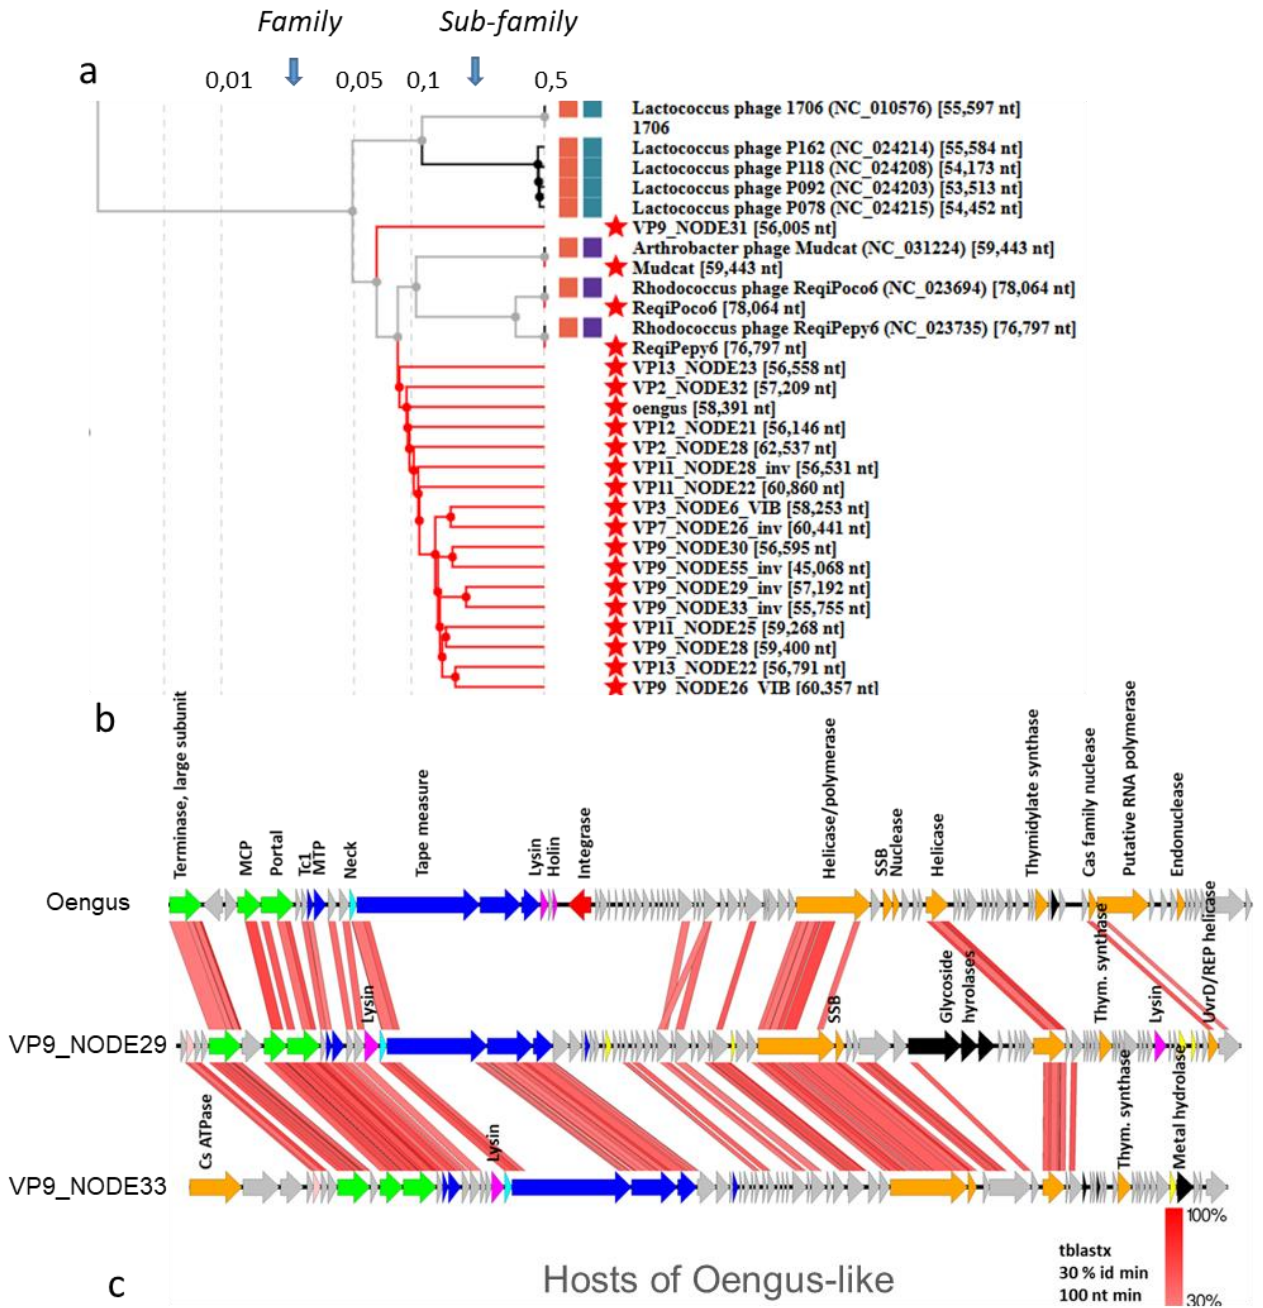 Family
Sub-family
a
0,01
0,05
0,1
0,5
Lactococcus phage 1706 (NC_010576) [55,597 nt]
1706
Lactococcus phage P162 (NC_024214) [55,584 nt]
Lactococcus phage P118 (NC_024208) [54,173 nt]
Lactococcus phage P092 (NC_024203) [53,513 nt]
Lactococcus phage P078 (NC_024215) [54,452 nt]
VP9_NODE31 [56,005 nt]
Arthrobacter phage Mudcat (NC_031224) [59,443 nt]
Mudcat [59,443 nt]
Rhodococcus phage ReqiPoco6 (NC_023694) [78,064 nt]
ReqiPoco6 [78,064 nt]
Rhodococcus phage ReqiPepy6 (NC_023735) [76,797 nt]
ReqiPepy6 [76,797 nt]
VP13_NODE23 [56,558 nt]
VP2_NODE32 [57,209 nt]
oengus [58,391 nt]
VP12_NODE21 [56,146 nt]
VP2_NODE28 [62,537 nt]
VP11_NODE28_inv [56,531 nt]
VP11_NODE22 [60,860 nt]
VP3_NODE6_VIB [58,253 nt]
VP7_NODE26_inv [60,441 nt]
VP9_NODE30 [56,595 nt]
VP9_NODE55_inv [45,068 nt]
VP9_NODE29_inv [57,192 nt]
VP9_NODE33_inv [55,755 nt]
VP11_NODE25 [59,268 nt]
VP9_NODE28 [59,400 nt]
VP13_NODE22 [56,791 nt]
VP9_NODE26_VIB [60,357 nt]
b
Terminase, large subunit
MCP
Portal
Tc1
MTP
Neck
Tape measure
Lysin
Holin
Integrase
Helicase/polymerase
SSB
Nuclease
Helicase
Thymidylate synthase
Cas family nuclease
Putative RNA polymerase
Endonuclease
Oengus
Lysin
SSB
Glycoside
hyrolases
Thym. synthase
Lysin
UvrD/REP helicase
VP9_NODE29
Cs ATPase
Lysin
Thym. synthase
Metal hydrolase
VP9_NODE33
100%
tblastx
30 % id min
100 nt min
30%
c
Hosts of Oengus-like